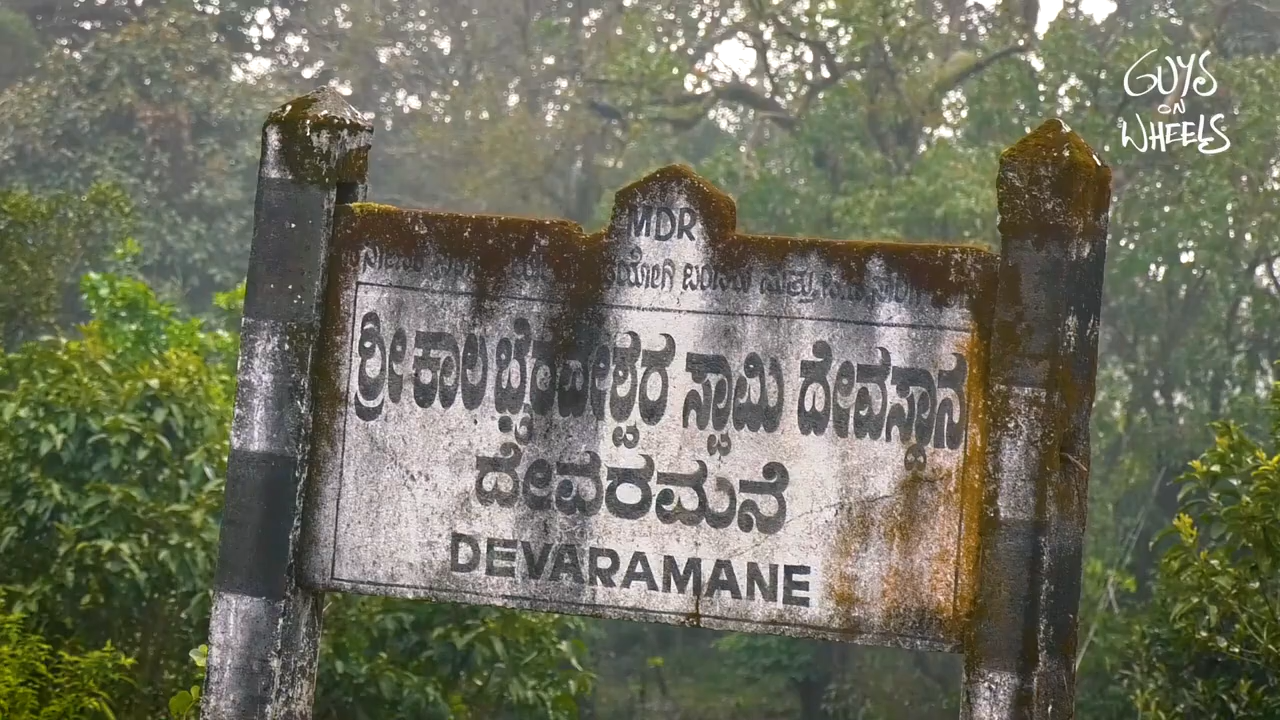 GUYS
ON
WHEELS
MDR
ಶ್ರೀ ಕಾಲಭೈರವೇಶ್ವರ ಸ್ವಾಮಿ ದೇವಸ್ಥಾನ
ದೇವರಮನೆ
DEVARAMANE